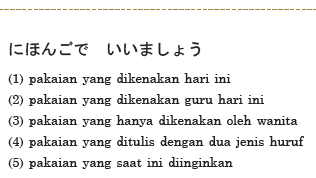 にほんごで　いいましょう
(1) pakaian yang dikenakan hari ini
(2) pakaian yang dikenakan guru hari ini
(3) pakaian yang hanya dikenakan oleh wanita
(4) pakaian yang ditulis dengan dua jenis huruf
(5) pakaian yang saat ini diinginkan